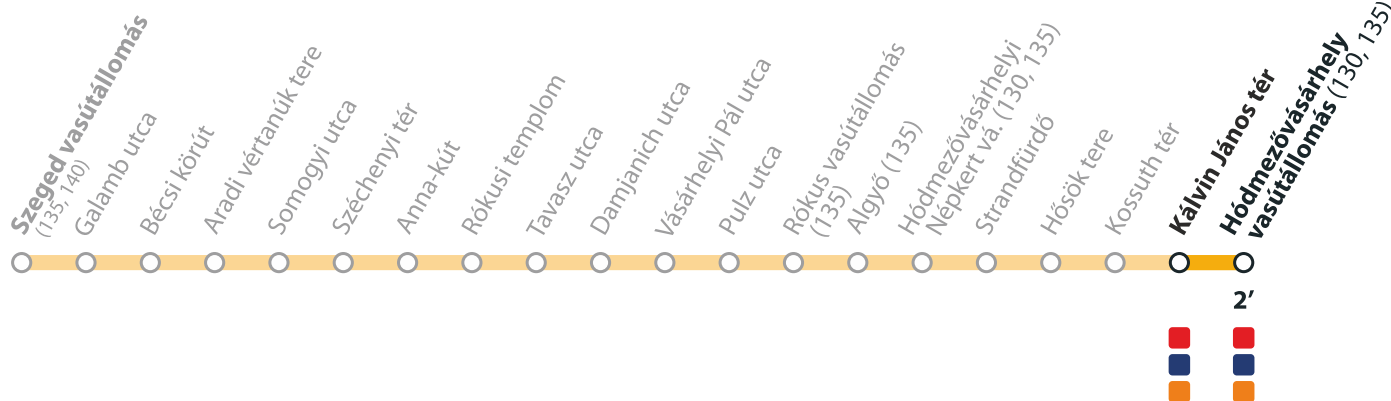 Szeged vasútállomás
(135, 140)
Galamb utca
Bécsi körút
Aradi vértanúk tere
Somogyi utca
Széchenyi tér
Anna-kút
Rókusi templom
Tavasz utca
Damjanich utca
Vásárhelyi Pál utca
Pulz utca
Rókus vasútállomás
(135)
Algyő (135)
Hódmezővásárhelyi
Népkert vá. (130, 135)
Strandfürdő
Hősök tere
Kossuth tér
Kálvin János tér
Hódmezővásárhely
vasútállomás (130, 135)
2’